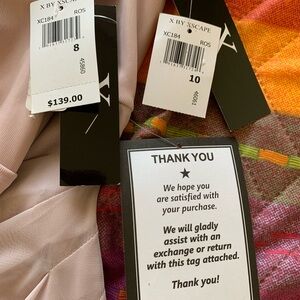 X BY XSCAPE
XC184 ROS
8
45860
$139.00
X BY XSCAPE
XC184 ROS
10
X
THANK YOU
★
We hope you
are satisfied with
your purchase.
We will gladly
assist with an
exchange or return
with this tag attached.
Thank you!